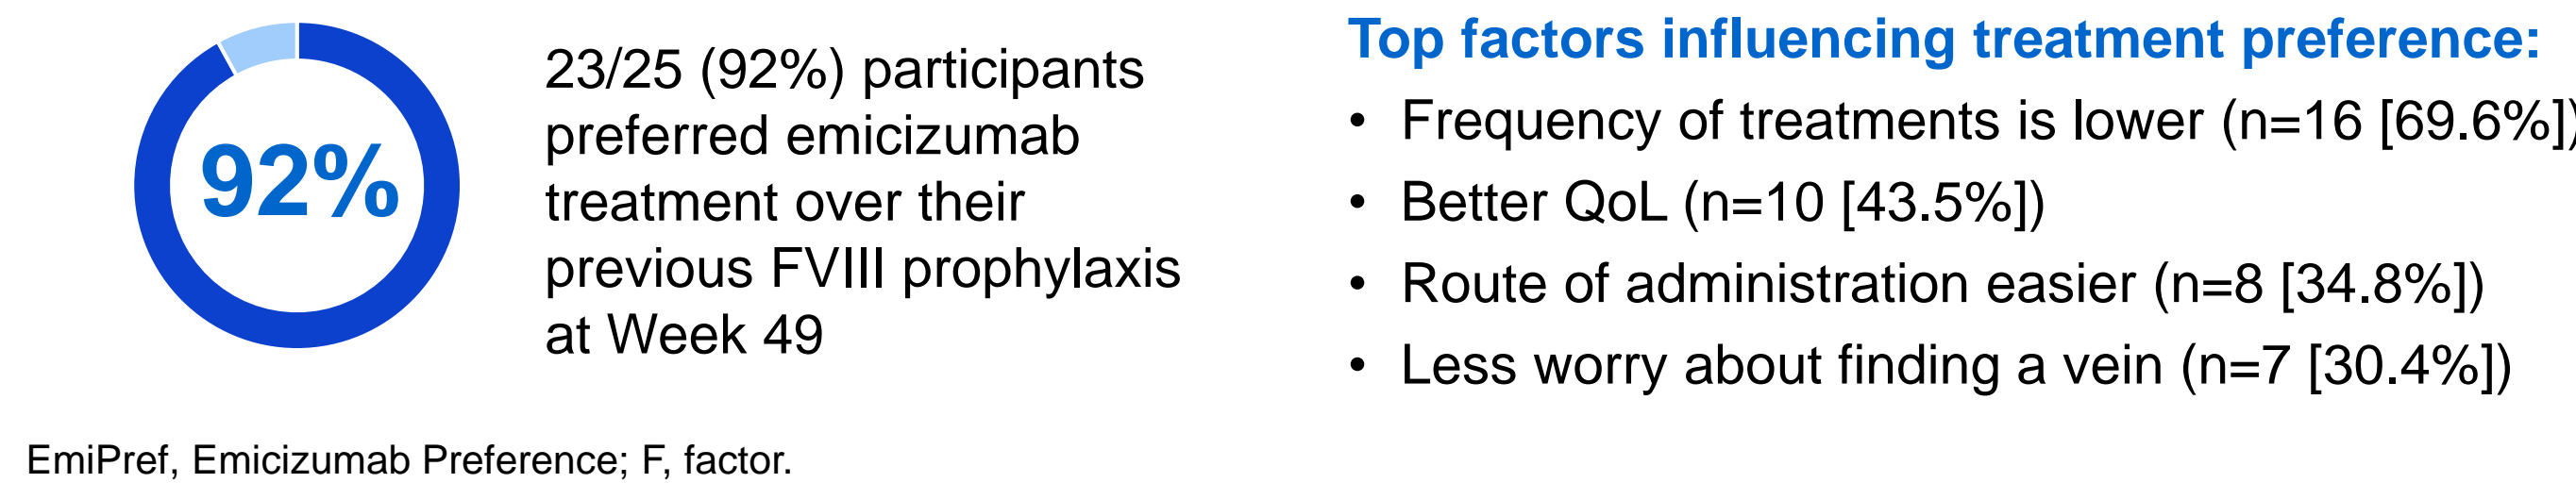 92%
23/25 (92%) participants
preferred emicizumab
treatment over their
previous FVIII prophylaxis
at Week 49
Top factors influencing treatment preference:
• Frequency of treatments is lower (n=16 [69.6%])
• Better QoL (n=10 [43.5%])
• Route of administration easier (n=8 [34.8%])
• Less worry about finding a vein (n=7 [30.4%])
EmiPref, Emicizumab Preference; F, factor.